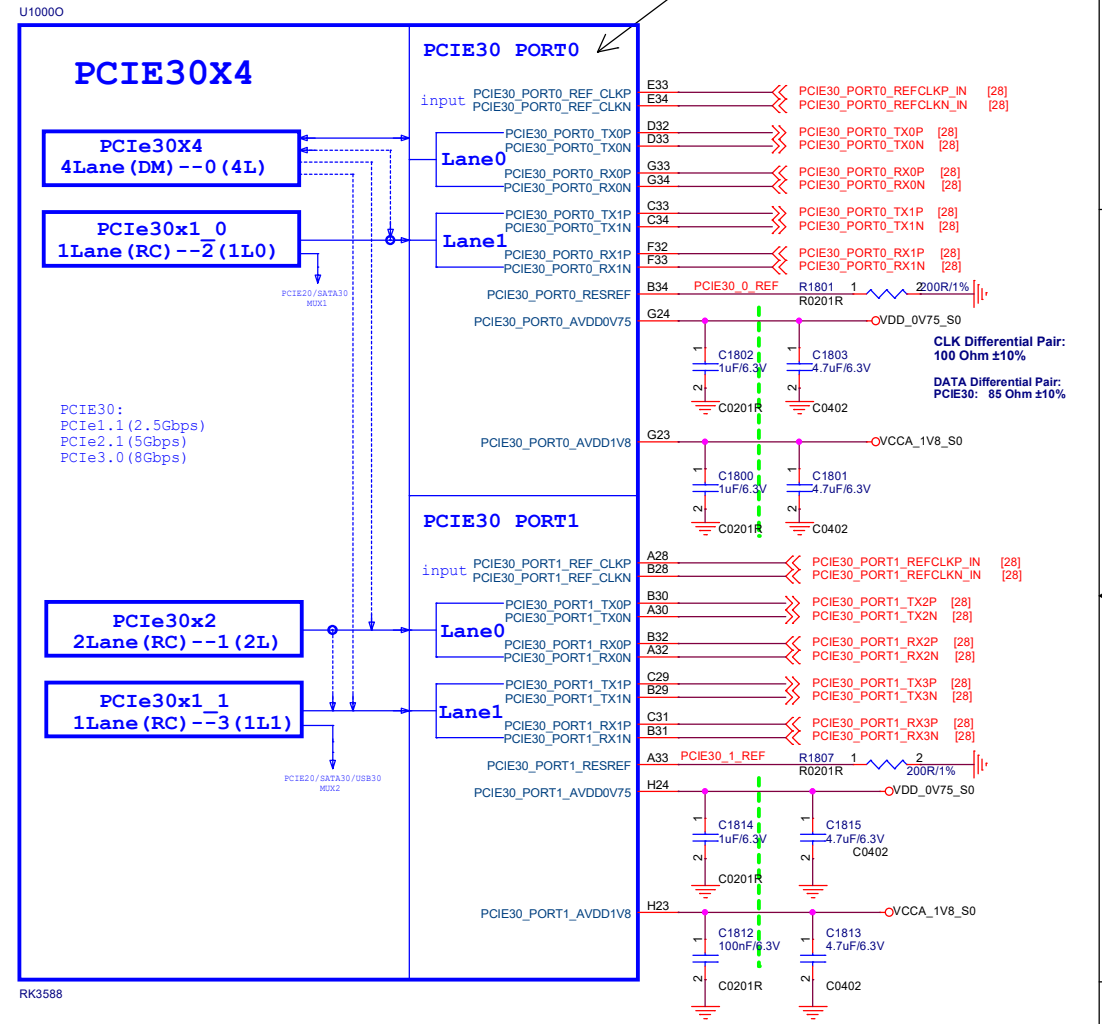 U1000O
PCIE30X4
PCIE30 PORT0
input
PCIE30_PORT0_REF_CLKP E33 PCIE30_PORT0_REFCLKP_IN [28]
PCIE30_PORT0_REF_CLKN E34 PCIE30_PORT0_REFCLKN_IN [28]
PCIe30X4
4Lane(DM)--0(4L)
Lane0
PCIE30_PORT0_TX0P D32 PCIE30_PORT0_TX0P [28]
PCIE30_PORT0_TX0N D33 PCIE30_PORT0_TX0N [28]
PCIE30_PORT0_RX0P G33 PCIE30_PORT0_RX0P [28]
PCIE30_PORT0_RX0N G34 PCIE30_PORT0_RX0N [28]
PCIe30x1_0
1Lane(RC)--2(1L0)
PCIE20/SATA30
MUX1
Lane1
PCIE30_PORT0_TX1P C33 PCIE30_PORT0_TX1P [28]
PCIE30_PORT0_TX1N C34 PCIE30_PORT0_TX1N [28]
PCIE30_PORT0_RX1P F32 PCIE30_PORT0_RX1P [28]
PCIE30_PORT0_RX1N F33 PCIE30_PORT0_RX1N [28]
PCIE30_PORT0_RESREF B34 PCIE30_0_REF R1801 1 2 200R/1%
R0201R
PCIE30_PORT0_AVDD0V75 G24 VDD_0V75_S0
CLK Differential Pair:
100 Ohm ±10%
DATA Differential Pair:
PCIE30: 85 Ohm ±10%
1 C1802 1 C1803
1uF/6.3V 4.7uF/6.3V
2 C0201R 2 C0402
PCIE30:
PCIe1.1(2.5Gbps)
PCIe2.1(5Gbps)
PCIe3.0(8Gbps)
PCIE30_PORT0_AVDD1V8 G23 VCCA_1V8_S0
1 C1800 1 C1801
1uF/6.3V 4.7uF/6.3V
2 C0201R 2 C0402
PCIE30 PORT1
input
PCIE30_PORT1_REF_CLKP A28 PCIE30_PORT1_REFCLKP_IN [28]
PCIE30_PORT1_REF_CLKN B28 PCIE30_PORT1_REFCLKN_IN [28]
PCIe30x2
2Lane(RC)--1(2L)
Lane0
PCIE30_PORT1_TX0P B30 PCIE30_PORT1_TX2P [28]
PCIE30_PORT1_TX0N A30 PCIE30_PORT1_TX2N [28]
PCIE30_PORT1_RX0P B32 PCIE30_PORT1_RX2P [28]
PCIE30_PORT1_RX0N A32 PCIE30_PORT1_RX2N [28]
PCIe30x1_1
1Lane(RC)--3(1L1)
PCIE20/SATA30/USB30
MUX2
Lane1
PCIE30_PORT1_TX1P C29 PCIE30_PORT1_TX3P [28]
PCIE30_PORT1_TX1N B29 PCIE30_PORT1_TX3N [28]
PCIE30_PORT1_RX1P C31 PCIE30_PORT1_RX3P [28]
PCIE30_PORT1_RX1N B31 PCIE30_PORT1_RX3N [28]
PCIE30_PORT1_RESREF A33 PCIE30_1_REF R1807 1 2
R0201R 200R/1%
PCIE30_PORT1_AVDD0V75 H24 VDD_0V75_S0
1 C1814 1 C1815
1uF/6.3V 4.7uF/6.3V
2 C0201R 2 C0402
PCIE30_PORT1_AVDD1V8 H23 VCCA_1V8_S0
1 C1812 1 C1813
100nF/6.3V 4.7uF/6.3V
2 C0201R 2 C0402
RK3588